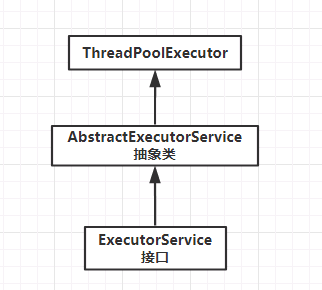 ThreadPoolExecutor
AbstractExecutorService
抽象类
ExecutorService
接口